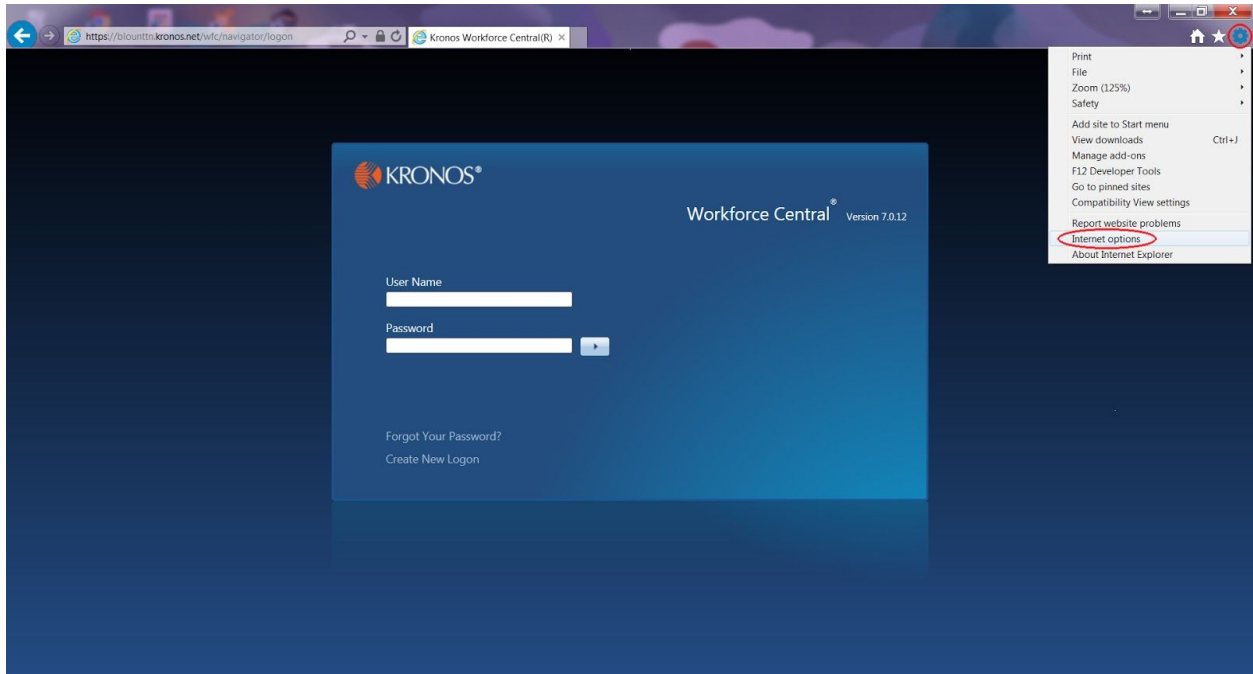 https://blounttn.kronos.net/wfc/navigator/logon
Kronos Workforce Central(R)
Print
File
Zoom (125%)
Safety
Add site to Start menu
View downloads Ctrl+J
Manage add-ons
F12 Developer Tools
Go to pinned sites
Compatibility View settings
Report website problems
Internet options
About Internet Explorer
KRONOS®
Workforce Central® Version 7.0.12
User Name
Password
Forgot Your Password?
Create New Logon